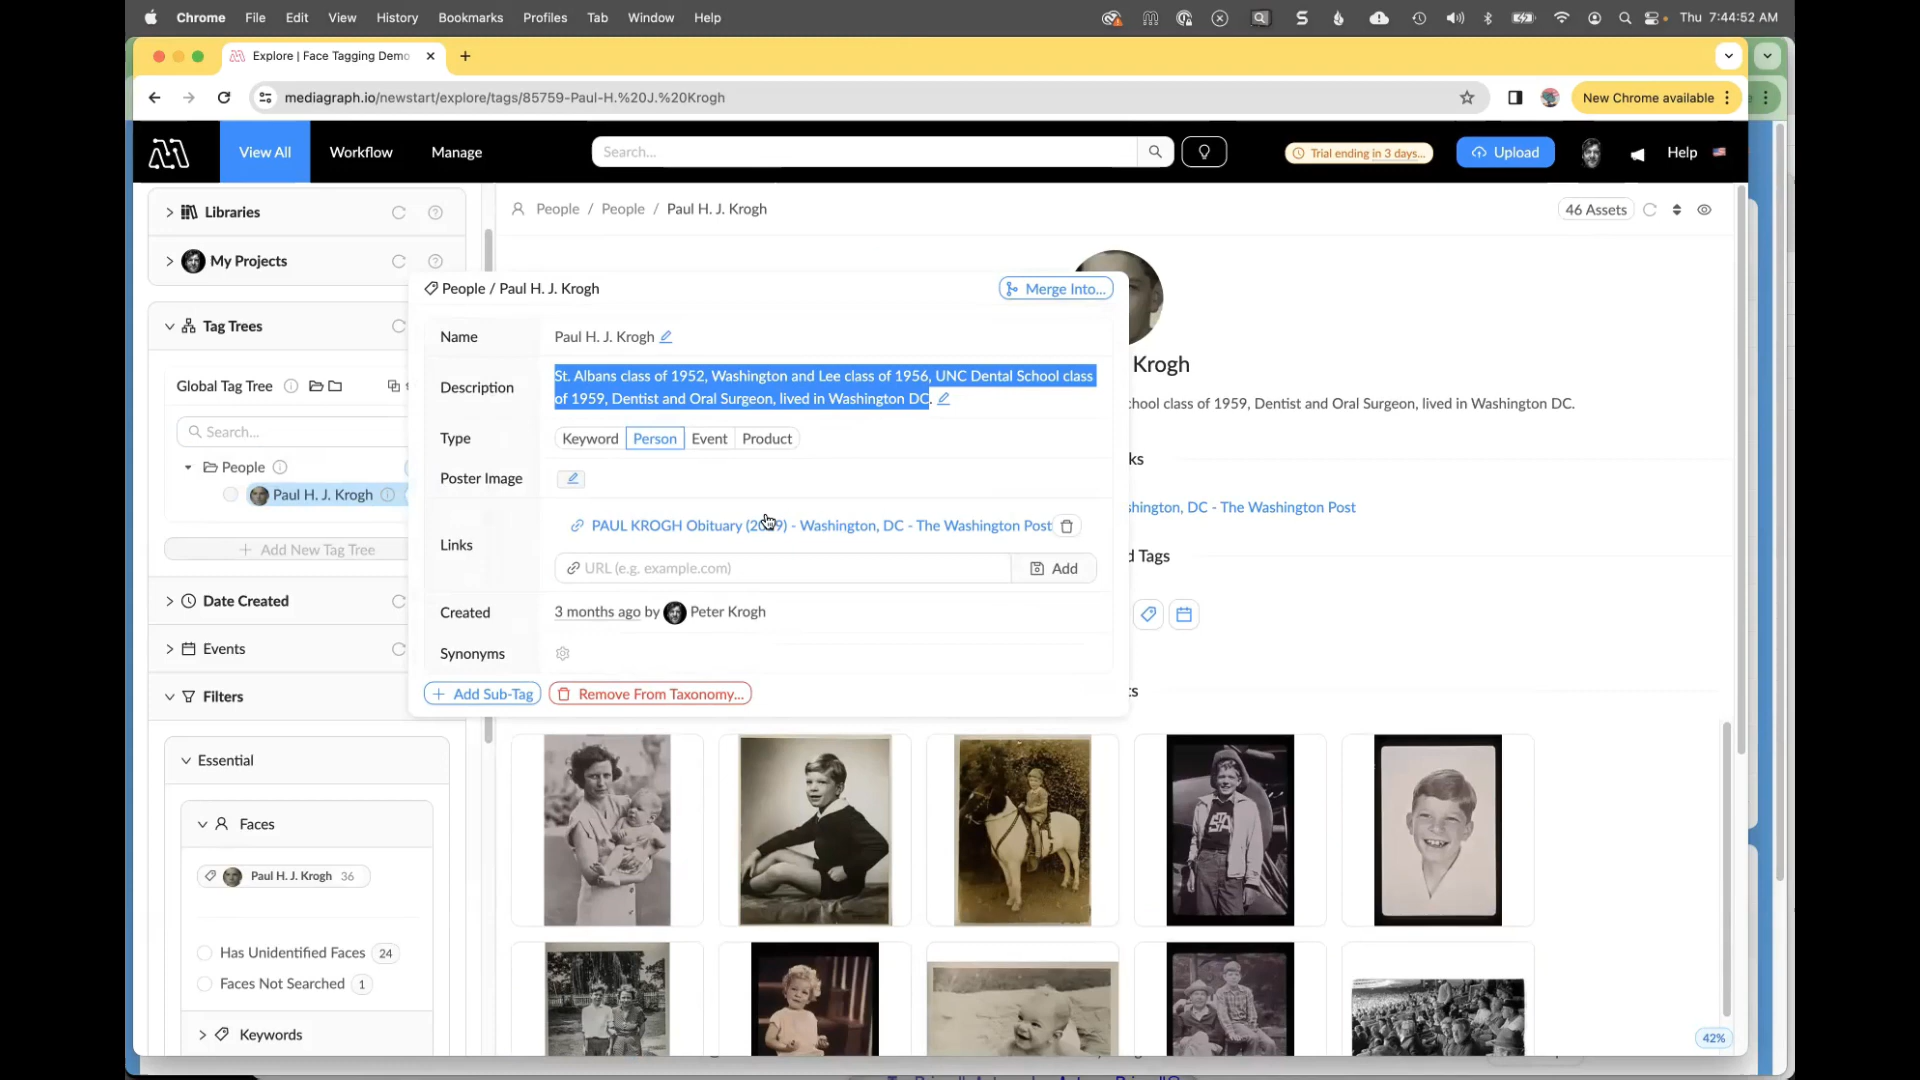 Chrome File Edit View History Bookmarks Profiles Tab Window Help Thu 7:44:52 AM
Explore | Face Tagging Demo
mediagraph.io/newstart/explore/tags/85759-Paul-H.%20J.%20Krogh New Chrome available
View All Workflow Manage Search... Trial ending in 3 days... Upload Help
Libraries
My Projects
Tag Trees
Global Tag Tree
Search...
People
Paul H. J. Krogh
Add New Tag Tree
Date Created
Events
Filters
Essential
Faces
Paul H. J. Krogh 36
Has Unidentified Faces 24
Faces Not Searched 1
Keywords
People / People / Paul H. J. Krogh 46 Assets
People / Paul H. J. Krogh Merge Into...
Name Paul H. J. Krogh
Description St. Albans class of 1952, Washington and Lee class of 1956, UNC Dental School class
of 1959, Dentist and Oral Surgeon, lived in Washington DC.
Type Keyword Person Event Product
Poster Image
Links PAUL KROGH Obituary - Washington, DC - The Washington Post
URL (e.g. example.com) Add
Created 3 months ago by Peter Krogh
Synonyms
Add Sub-Tag Remove From Taxonomy...
Krogh
hool class of 1959, Dentist and Oral Surgeon, lived in Washington DC.
ks
hington, DC - The Washington Post
d Tags
ts
42%